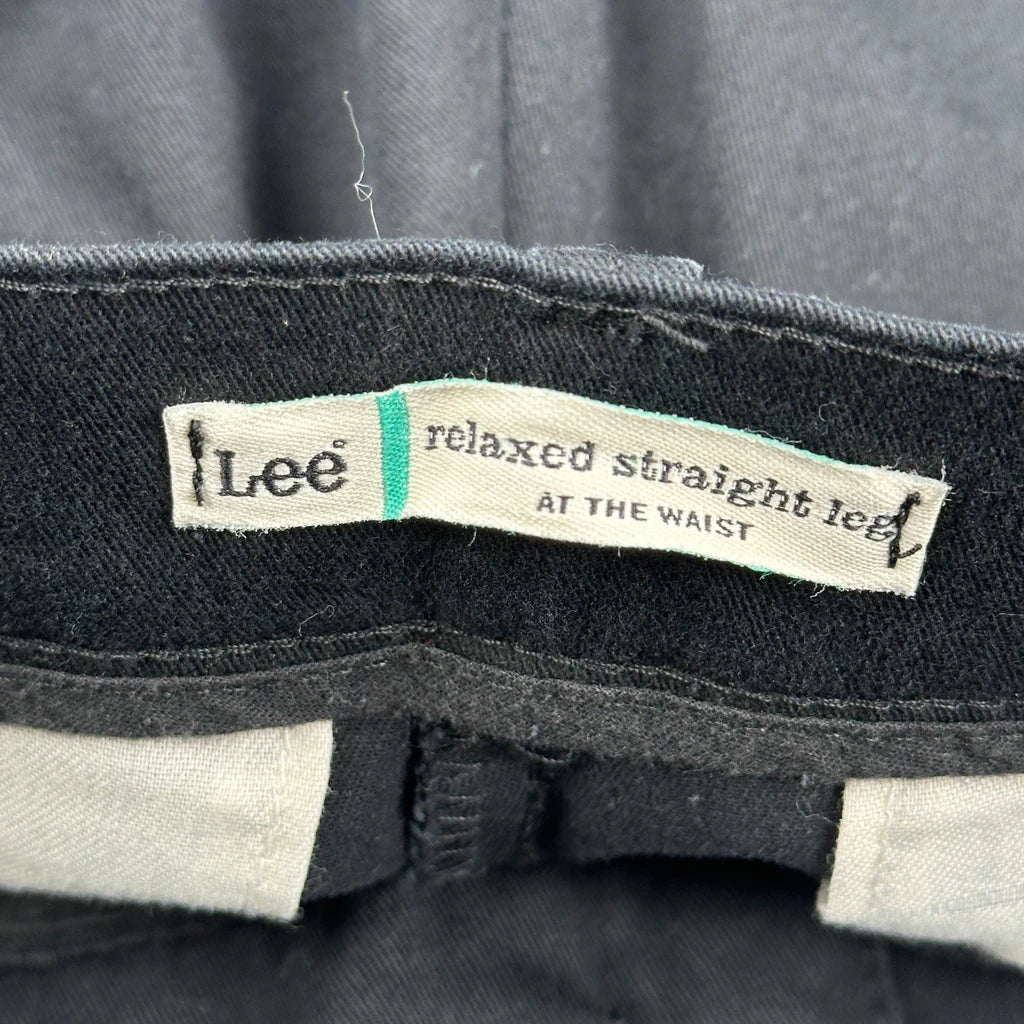 Lee®
relaxed straight leg
AT THE WAIST